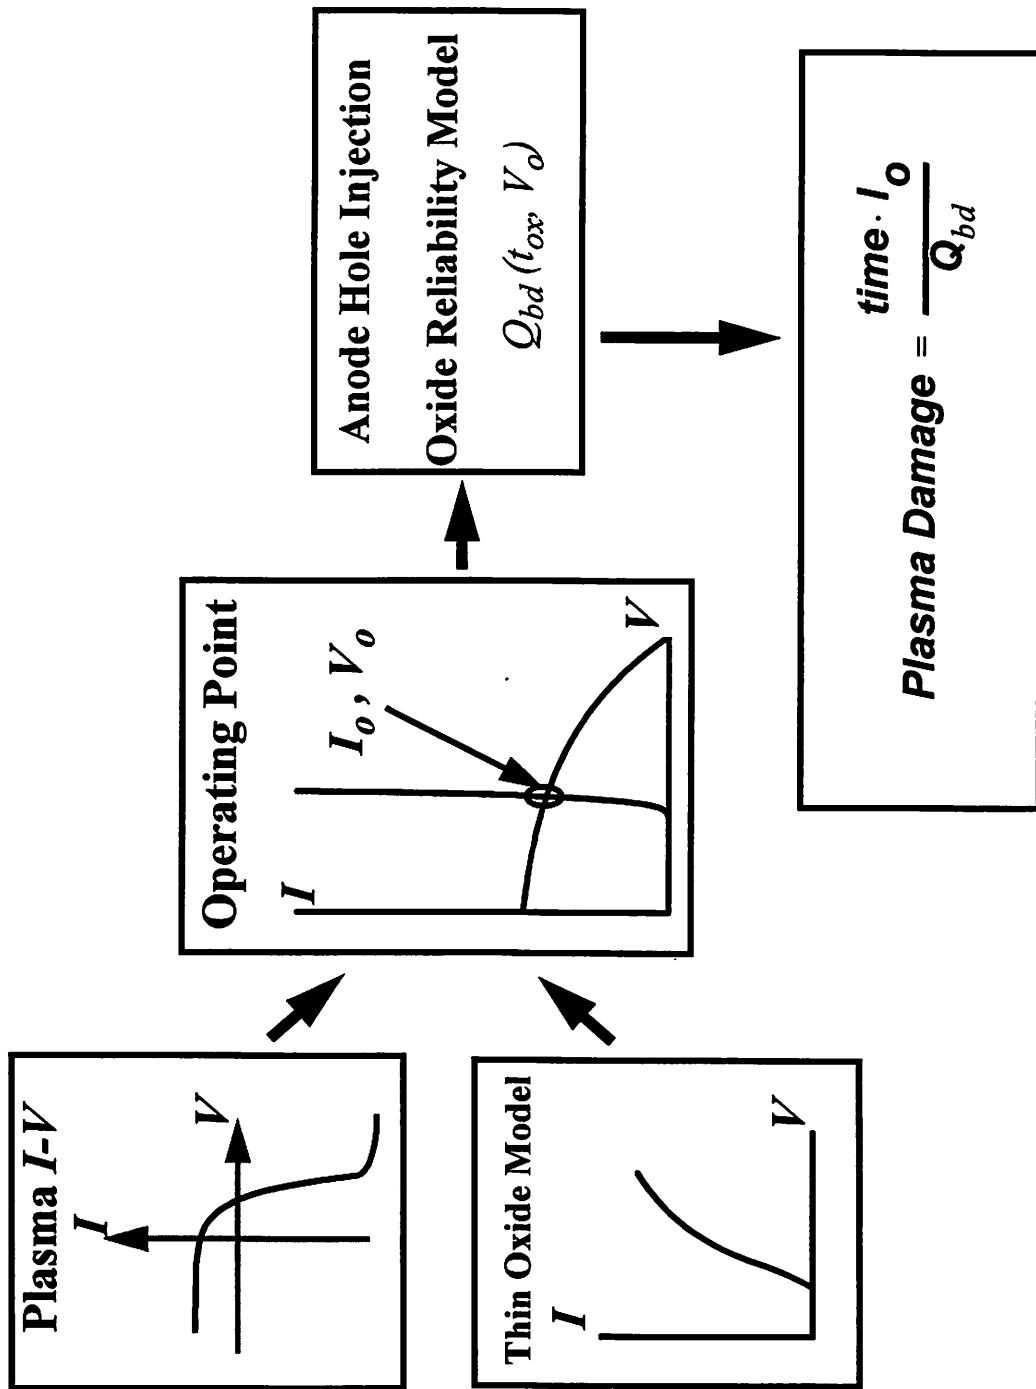 Plasma I-V
I
V
Thin Oxide Model
I
V
Operating Point
I
I_o, V_o
V
Anode Hole Injection
Oxide Reliability Model
Q_bd (t_ox, V_o)
Plasma Damage = time · I_o / Q_bd